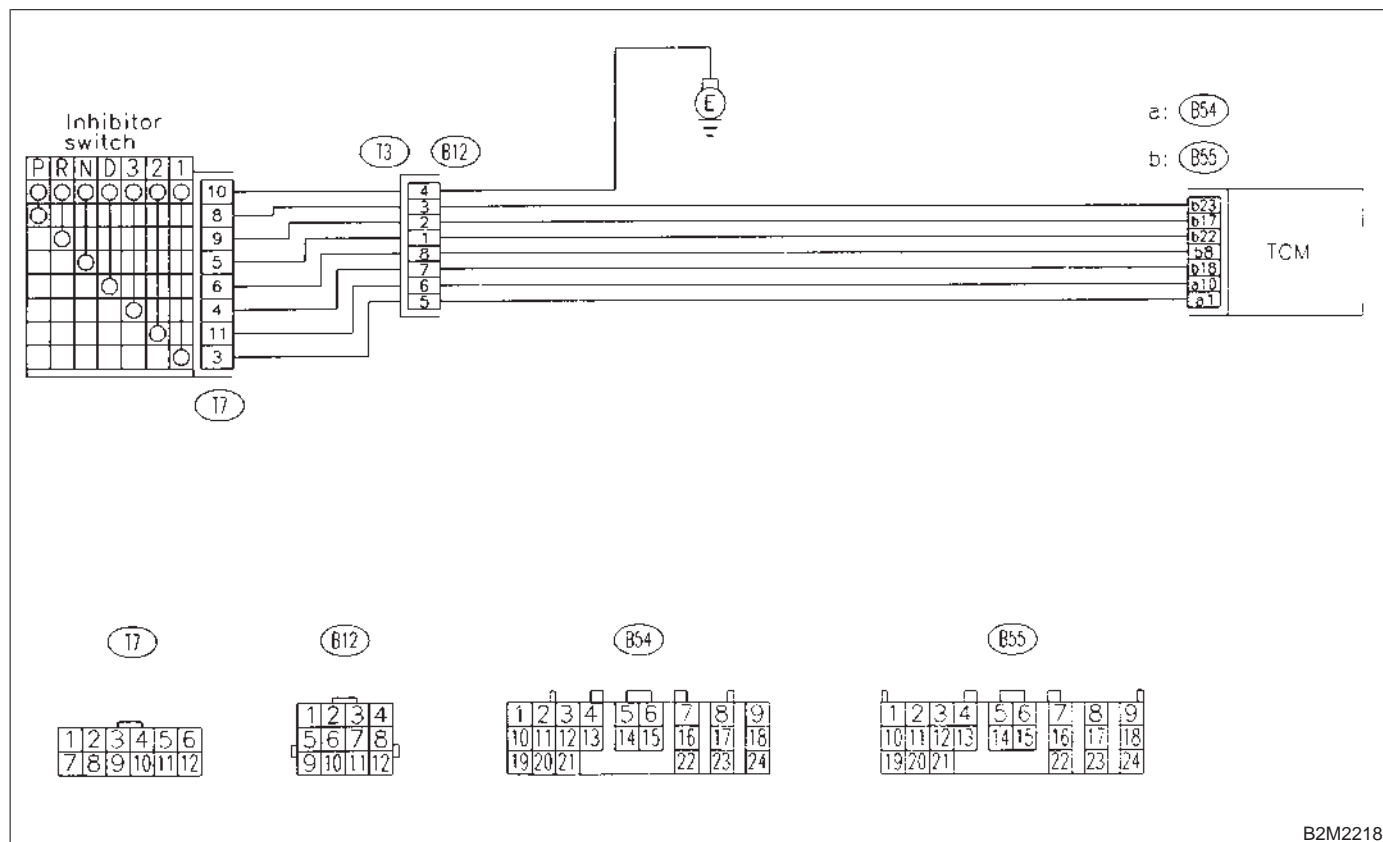 E
a: B54
b: B55
Inhibitor
switch
P R N D 3 2 1
T3 B12
10
8
9
5
6
4
11
3
4
3
2
1
8
7
6
5
b23
b17
b22
b8
b18
a10
a1
TCM
T7
T7
B12
B54
B55
1 2 3 4 5 6
7 8 9 10 11 12
1 2 3 4
5 6 7 8
9 10 11 12
1 2 3 4 5 6 7 8 9
10 11 12 13 14 15 16 17 18
19 20 21 22 23 24
1 2 3 4 5 6 7 8 9
10 11 12 13 14 15 16 17 18
19 20 21 22 23 24
B2M2218